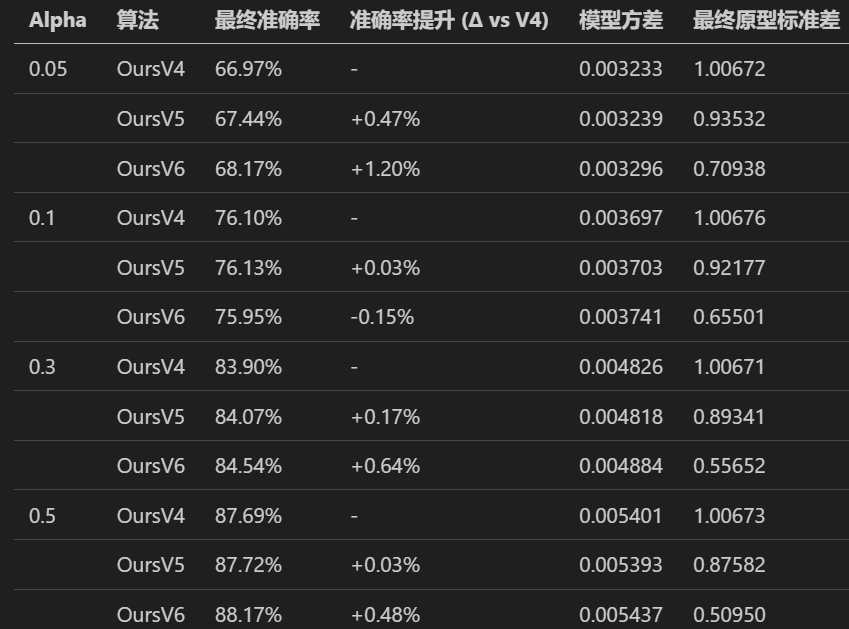 Alpha 算法 最终准确率 准确率提升 (Δ vs V4) 模型方差 最终原型标准差
0.05 OursV4 66.97% - 0.003233 1.00672
OursV5 67.44% +0.47% 0.003239 0.93532
OursV6 68.17% +1.20% 0.003296 0.70938
0.1 OursV4 76.10% - 0.003697 1.00676
OursV5 76.13% +0.03% 0.003703 0.92177
OursV6 75.95% -0.15% 0.003741 0.65501
0.3 OursV4 83.90% - 0.004826 1.00671
OursV5 84.07% +0.17% 0.004818 0.89341
OursV6 84.54% +0.64% 0.004884 0.55652
0.5 OursV4 87.69% - 0.005401 1.00673
OursV5 87.72% +0.03% 0.005393 0.87582
OursV6 88.17% +0.48% 0.005437 0.50950